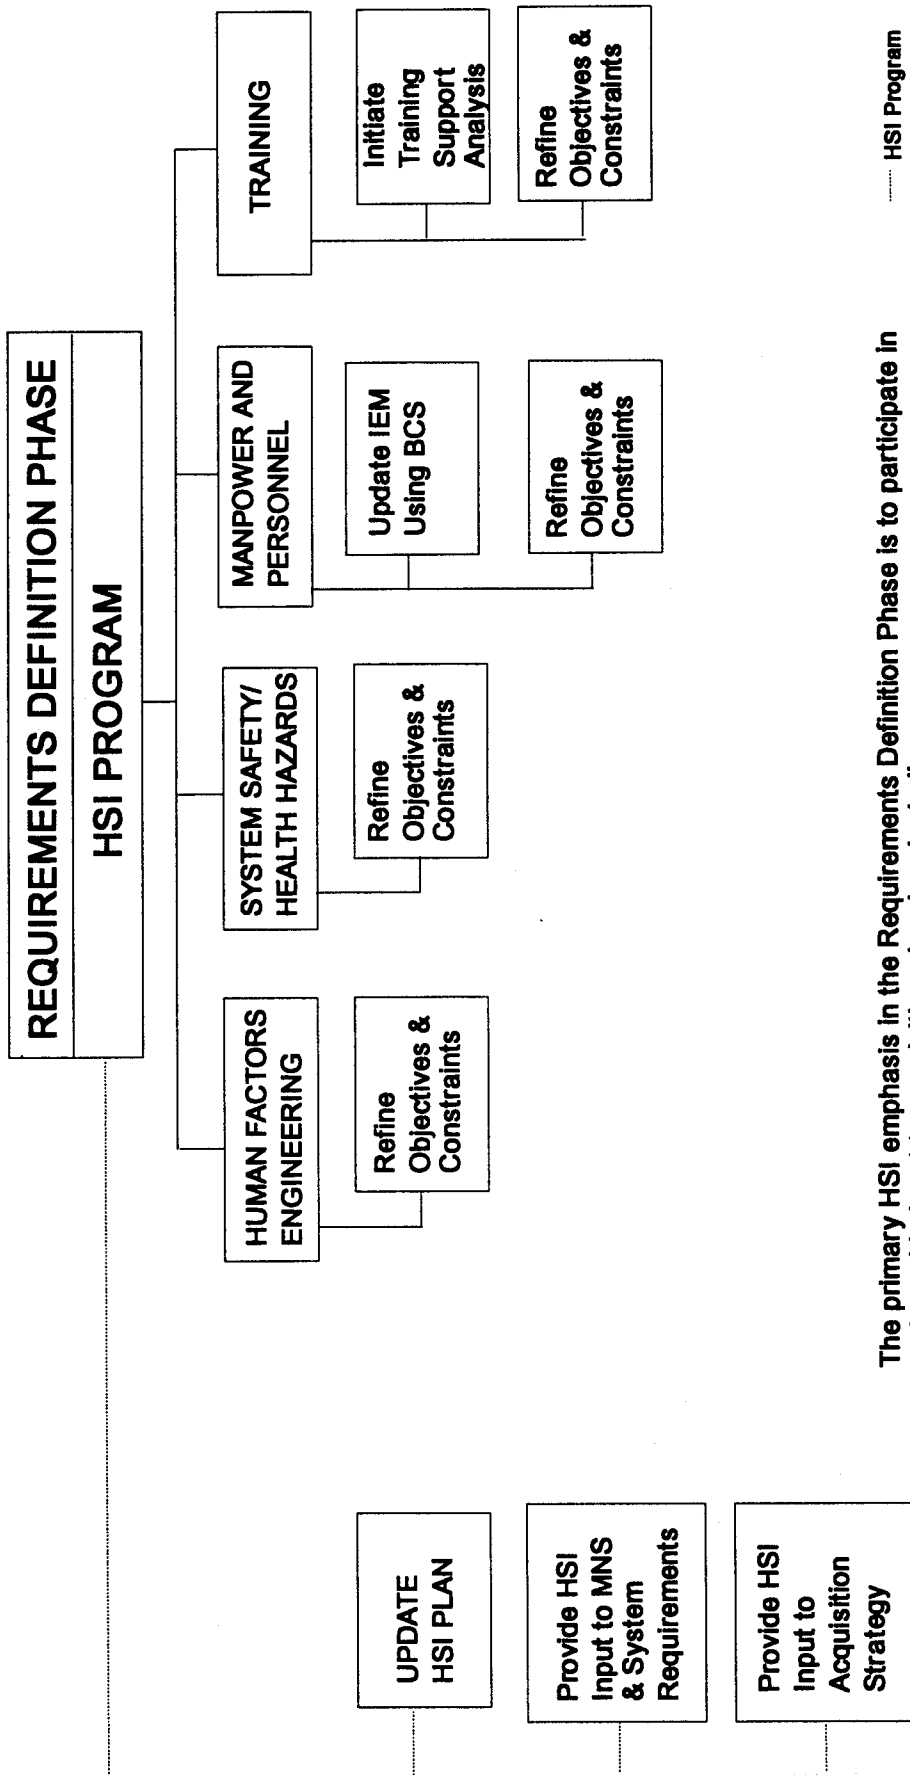 REQUIREMENTS DEFINITION PHASE
HSI PROGRAM
HUMAN FACTORS
ENGINEERING
Refine
Objectives &
Constraints
SYSTEM SAFETY/
HEALTH HAZARDS
Refine
Objectives &
Constraints
MANPOWER AND
PERSONNEL
Update IEM
Using BCS
Refine
Objectives &
Constraints
TRAINING
Initiate
Training
Support
Analysis
Refine
Objectives &
Constraints
UPDATE
HSI PLAN
Provide HSI
Input to MNS
& System
Requirements
Provide HSI
Input to
Acquisition
Strategy
The primary HSI emphasis in the Requirements Definition Phase is to participate in
HSI Program